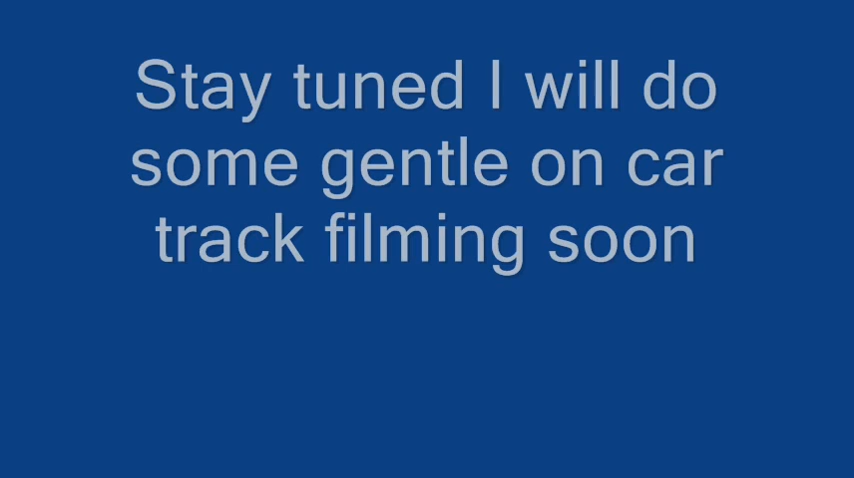 Stay tuned I will do
some gentle on car
track filming soon